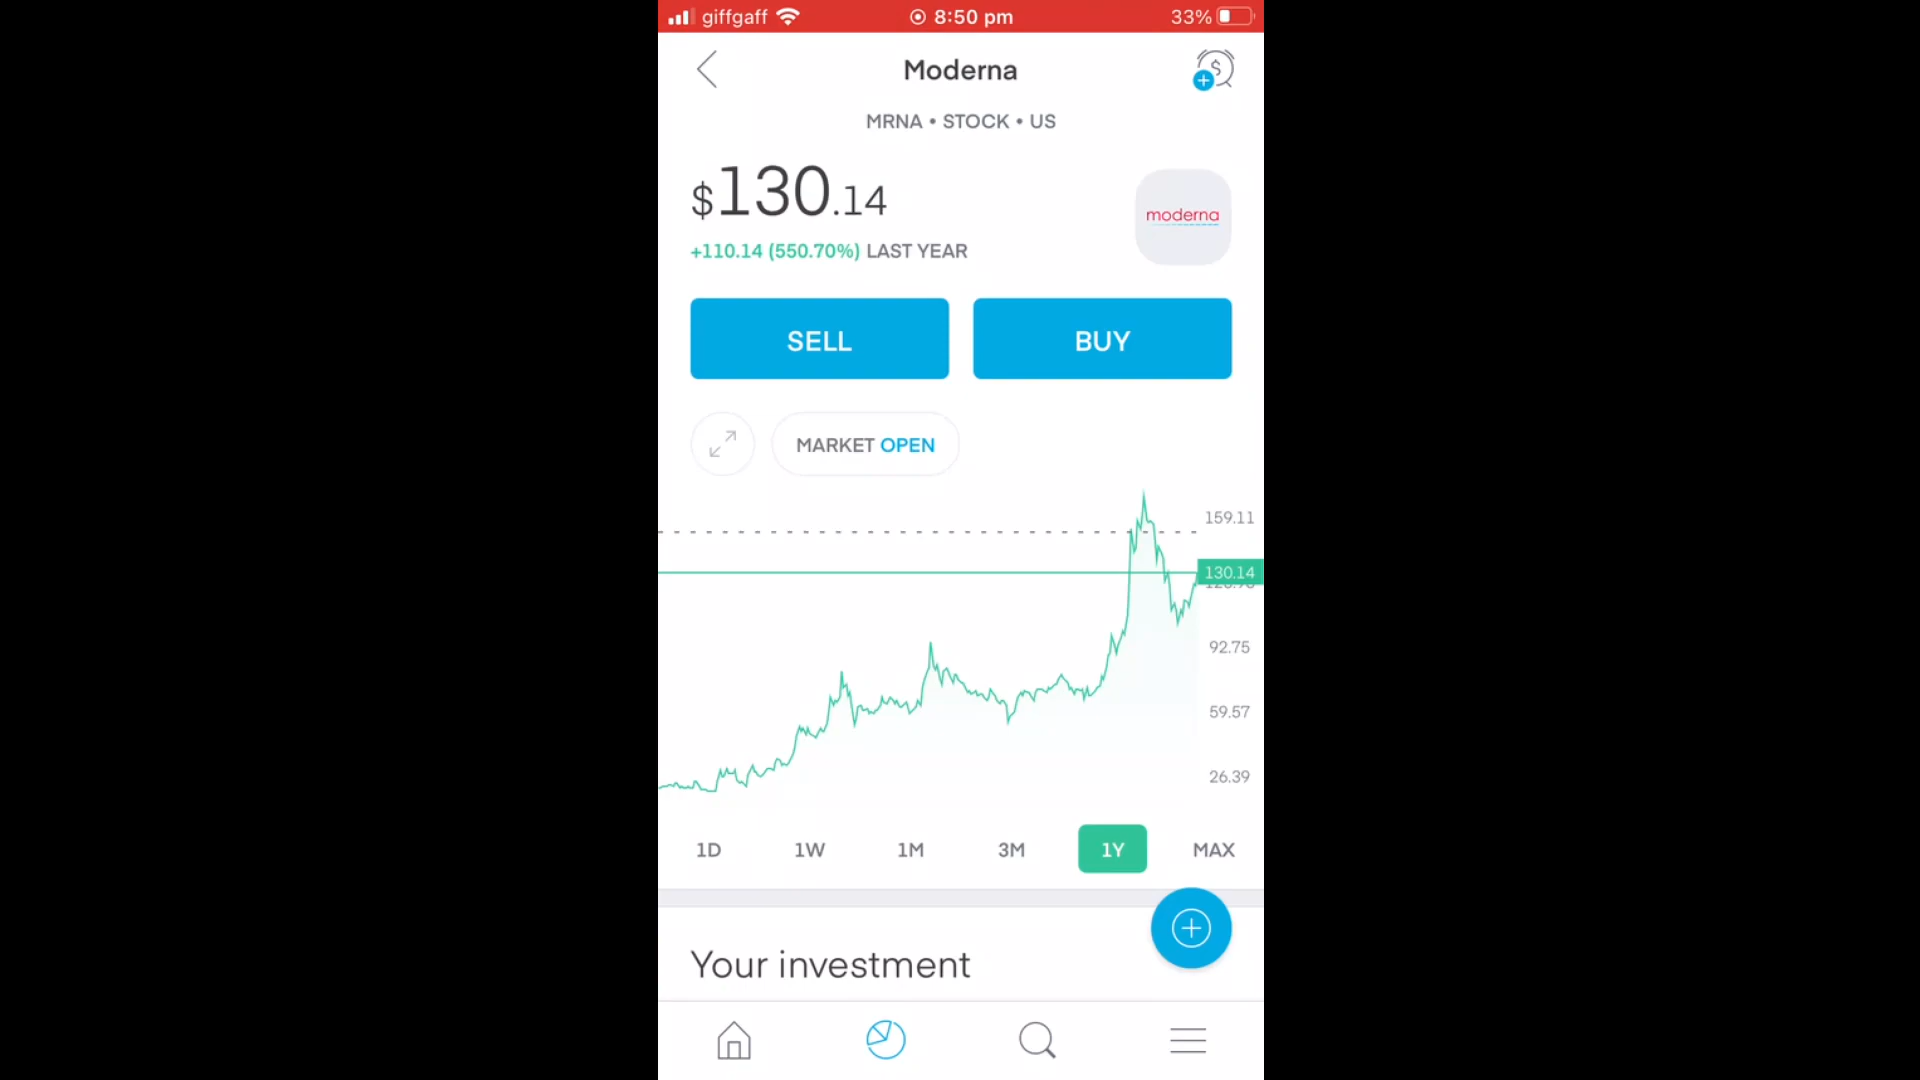 giffgaff 8:50 pm 33%
Moderna
$
MRNA • STOCK • US
$130.14
moderna
+110.14 (550.70%) LAST YEAR
SELL BUY
MARKET OPEN
159.11
130.14
92.75
59.57
26.39
1D 1W 1M 3M 1Y MAX
Your investment